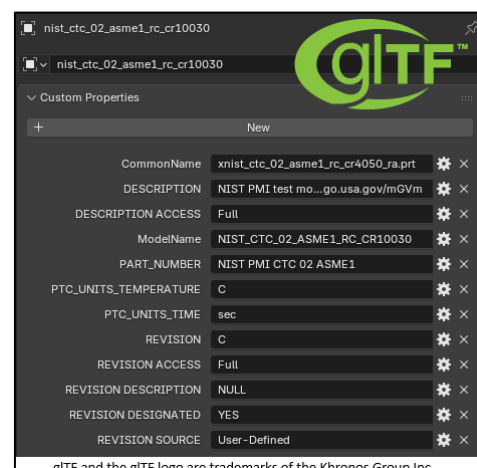 nist_ctc_02_asme1_rc_cr10030
nist_ctc_02_asme1_rc_cr10030
glTF™
Custom Properties
+ New
CommonName xnist_ctc_02_asme1_rc_cr4050_ra.prt
DESCRIPTION NIST PMI test mo...go.usa.gov/mGVm
DESCRIPTION ACCESS Full
ModelName NIST_CTC_02_ASME1_RC_CR10030
PART_NUMBER NIST PMI CTC 02 ASME1
PTC_UNITS_TEMPERATURE C
PTC_UNITS_TIME sec
REVISION C
REVISION ACCESS Full
REVISION DESCRIPTION NULL
REVISION DESIGNATED YES
REVISION SOURCE User-Defined
glTF and the glTF logo are trademarks of the Khronos Group Inc.